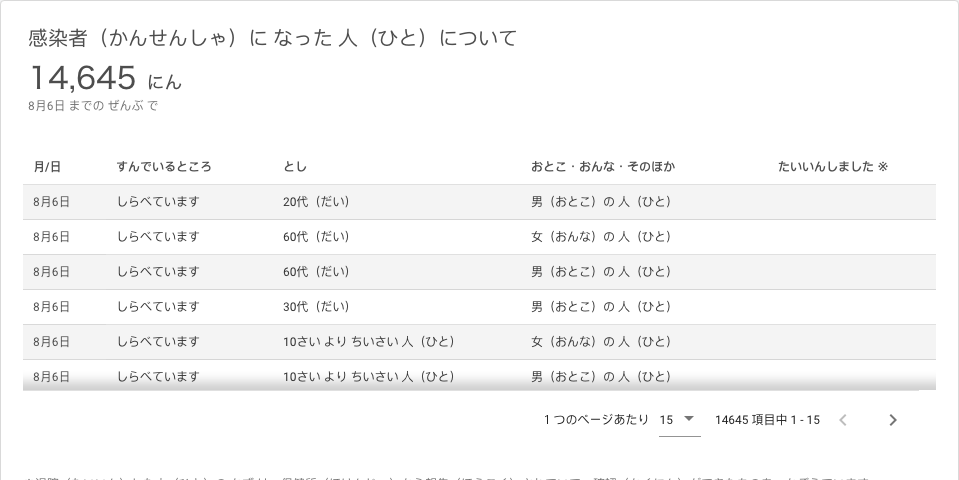 感染者（かんせんしゃ）に なった 人（ひと）について
14,645 にん
8月6日 までの ぜんぶ で
月/日 すんでいるところ とし おとこ・おんな・そのほか たいいんしました ※
8月6日 しらべています 20代（だい） 男（おとこ）の 人（ひと）
8月6日 しらべています 60代（だい） 女（おんな）の 人（ひと）
8月6日 しらべています 60代（だい） 男（おとこ）の 人（ひと）
8月6日 しらべています 30代（だい） 男（おとこ）の 人（ひと）
8月6日 しらべています 10さい より ちいさい 人（ひと） 女（おんな）の 人（ひと）
8月6日 しらべています 10さい より ちいさい 人（ひと） 男（おとこ）の 人（ひと）
1 つのページあたり 15 14645 項目中 1 - 15